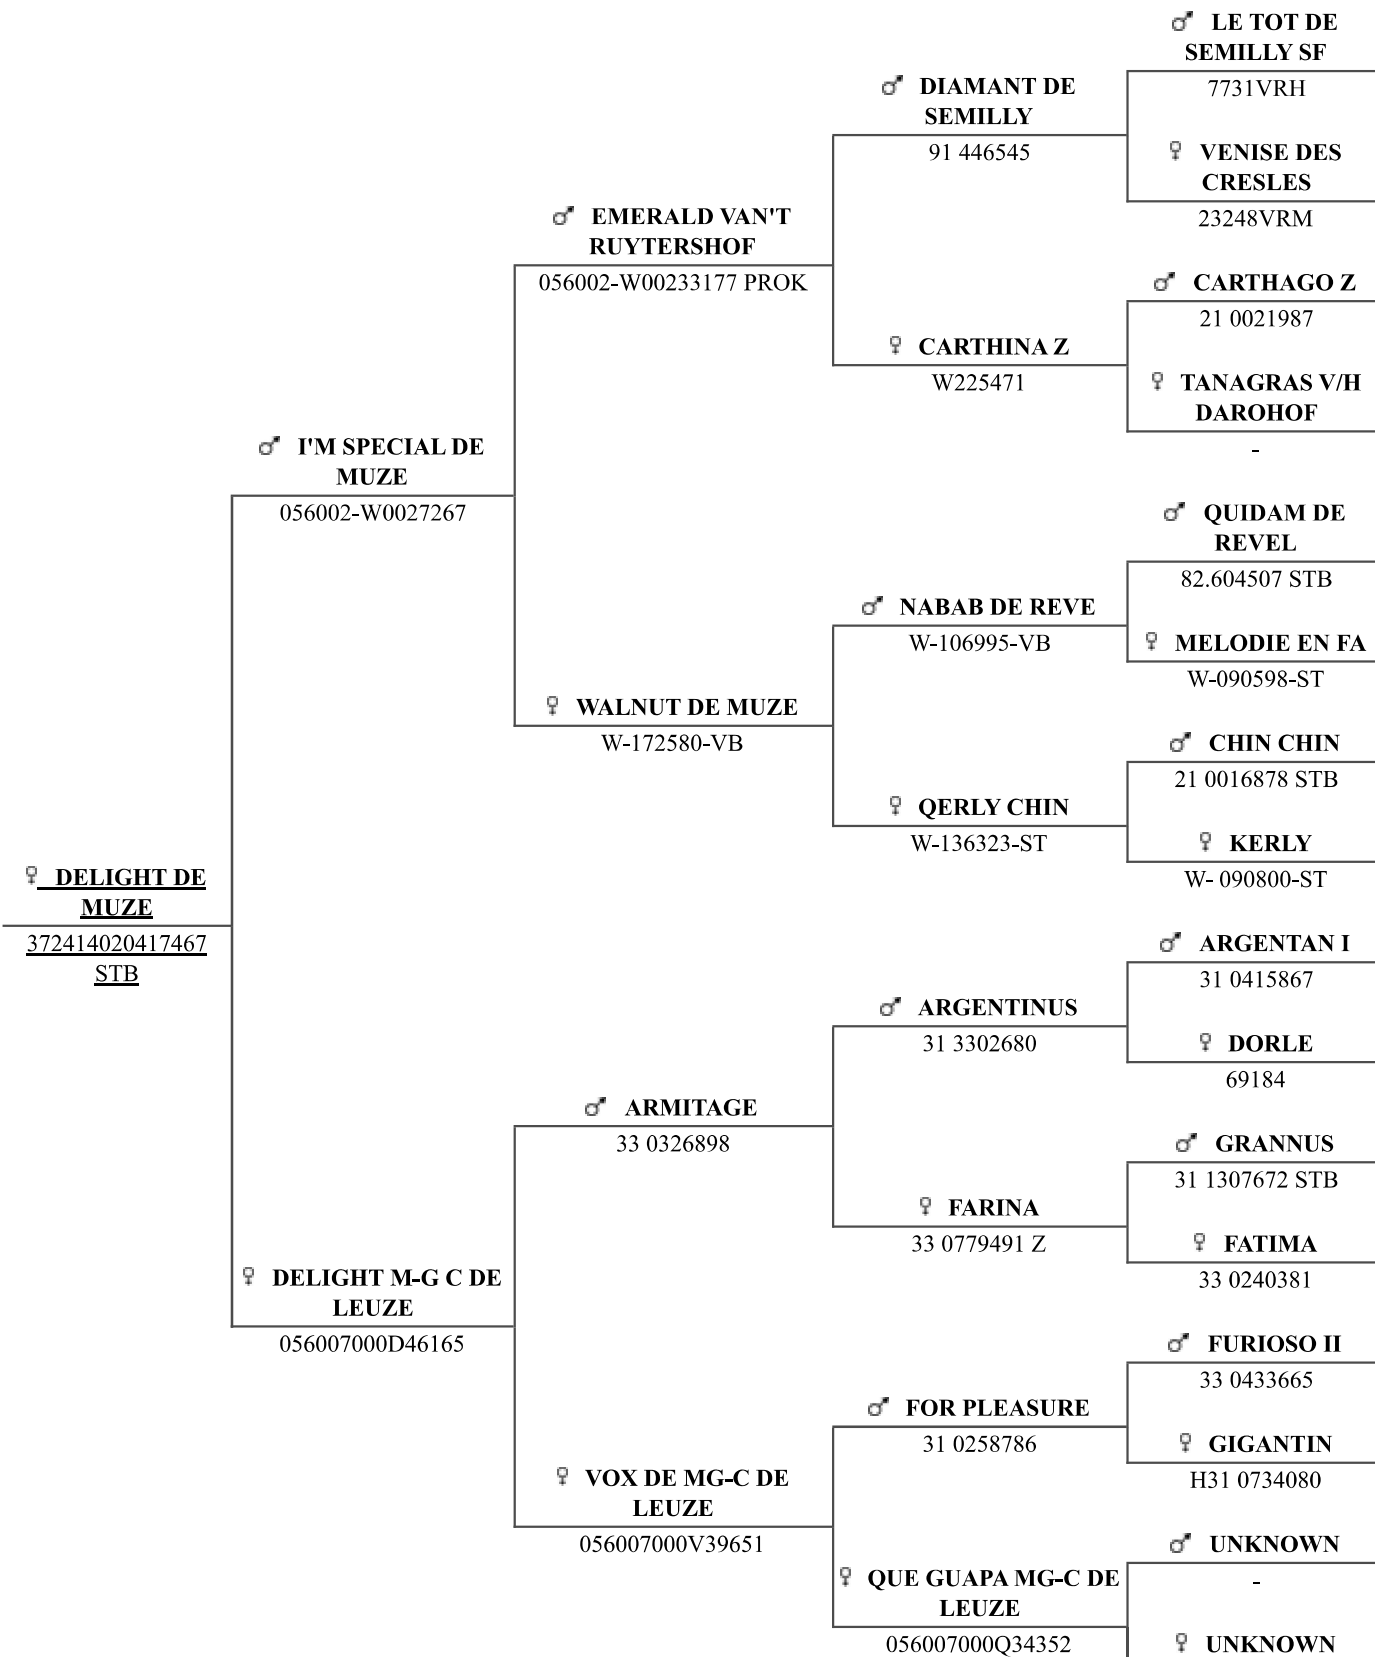 ♂ LE TOT DE
SEMILLY SF
7731VRH
♂ DIAMANT DE
SEMILLY
91 446545
♀ VENISE DES
CRESLES
23248VRM
♂ EMERALD VAN'T
RUYTERSHOF
056002-W00233177 PROK
♂ CARTHAGO Z
21 0021987
♀ CARTHINA Z
W225471
♀ TANAGRAS V/H
DAROHOF
-
♂ I'M SPECIAL DE
MUZE
056002-W0027267
♂ QUIDAM DE
REVEL
82.604507 STB
♂ NABAB DE REVE
W-106995-VB
♀ MELODIE EN FA
W-090598-ST
♀ WALNUT DE MUZE
W-172580-VB
♂ CHIN CHIN
21 0016878 STB
♀ QERLY CHIN
W-136323-ST
♀ KERLY
W- 090800-ST
♀ DELIGHT DE
MUZE
372414020417467
STB
♂ ARGENTAN I
31 0415867
♂ ARGENTINUS
31 3302680
♀ DORLE
69184
♂ ARMITAGE
33 0326898
♂ GRANNUS
31 1307672 STB
♀ FARINA
33 0779491 Z
♀ FATIMA
33 0240381
♀ DELIGHT M-G C DE
LEUZE
056007000D46165
♂ FURIOSO II
33 0433665
♂ FOR PLEASURE
31 0258786
♀ GIGANTIN
H31 0734080
♀ VOX DE MG-C DE
LEUZE
056007000V39651
♂ UNKNOWN
-
♀ QUE GUAPA MG-C DE
LEUZE
056007000Q34352
♀ UNKNOWN